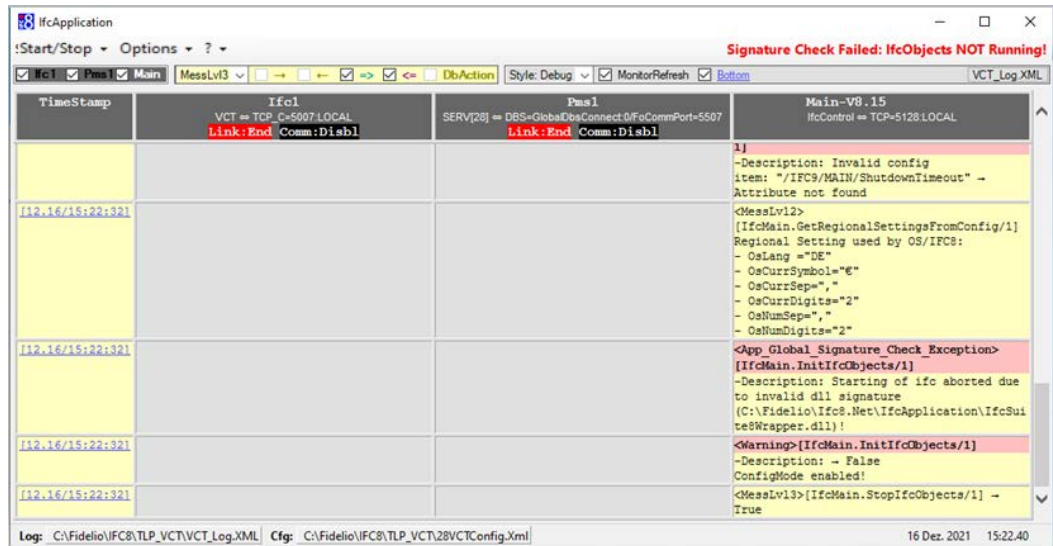 IfcApplication
Start/Stop Options ?
Signature Check Failed: IfcObjects NOT Running!
Ifc1 Pms1 Main MessLvl3 → ← => <= DbAction Style: Debug MonitorRefresh Bottom VCT_Log.XML
TimeStamp
Ifc1
VCT ⇔ TCP_C=5007:LOCAL
Link:End Comm:Disbl
Pms1
SERV[28] ⇔ DBS=GlobalDbsConnect:0/FoCommPort=5507
Link:End Comm:Disbl
Main-V8.15
IfcControl ⇔ TCP=5128:LOCAL
1]
-Description: Invalid config
item: "/IFC9/MAIN/ShutdownTimeout" →
Attribute not found
[12.16/15:22:32]
<MessLvl2>
[IfcMain.GetRegionalSettingsFromConfig/1]
Regional Setting used by OS/IFC8:
- OsLang ="DE"
- OsCurrSymbol="€"
- OsCurrSep=","
- OsCurrDigits="2"
- OsNumSep=","
- OsNumDigits="2"
[12.16/15:22:32]
<App_Global_Signature_Check_Exception>
[IfcMain.InitIfcObjects/1]
-Description: Starting of ifc aborted due
to invalid dll signature
(C:\Fidelio\Ifc8.Net\IfcApplication\IfcSui
te8Wrapper.dll)!
[12.16/15:22:32]
<Warning>[IfcMain.InitIfcObjects/1]
-Description: → False
ConfigMode enabled!
[12.16/15:22:32]
<MessLvl3>[IfcMain.StopIfcObjects/1] →
True
Log: C:\Fidelio\IFC8\TLP_VCT\VCT_Log.XML Cfg: C:\Fidelio\IFC8\TLP_VCT\28VCTConfig.Xml 16 Dez. 2021 15:22.40